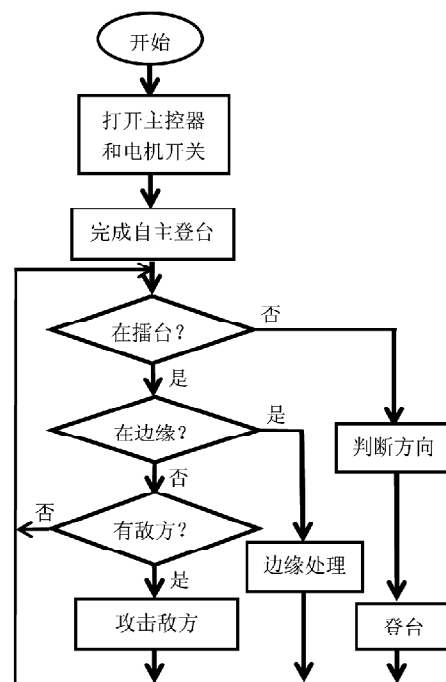 开始
打开主控器
和电机开关
完成自主登台
在擂台?
否
是
在边缘?
是
否
判断方向
有敌方?
否
是
边缘处理
攻击敌方
登台